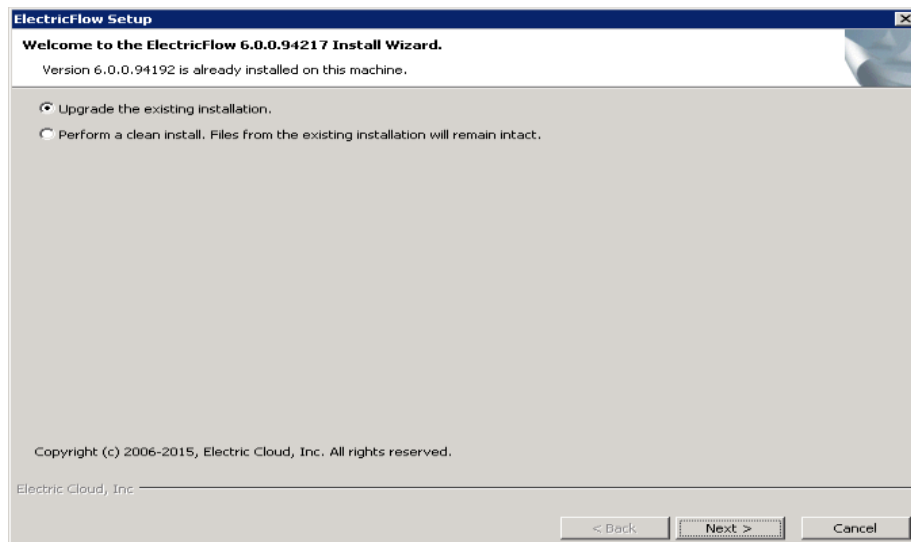 ElectricFlow Setup
Welcome to the ElectricFlow 6.0.0.94217 Install Wizard.
Version 6.0.0.94192 is already installed on this machine.
Upgrade the existing installation.
Perform a clean install. Files from the existing installation will remain intact.
Copyright (c) 2006-2015, Electric Cloud, Inc. All rights reserved.
Electric Cloud, Inc
< Back Next > Cancel